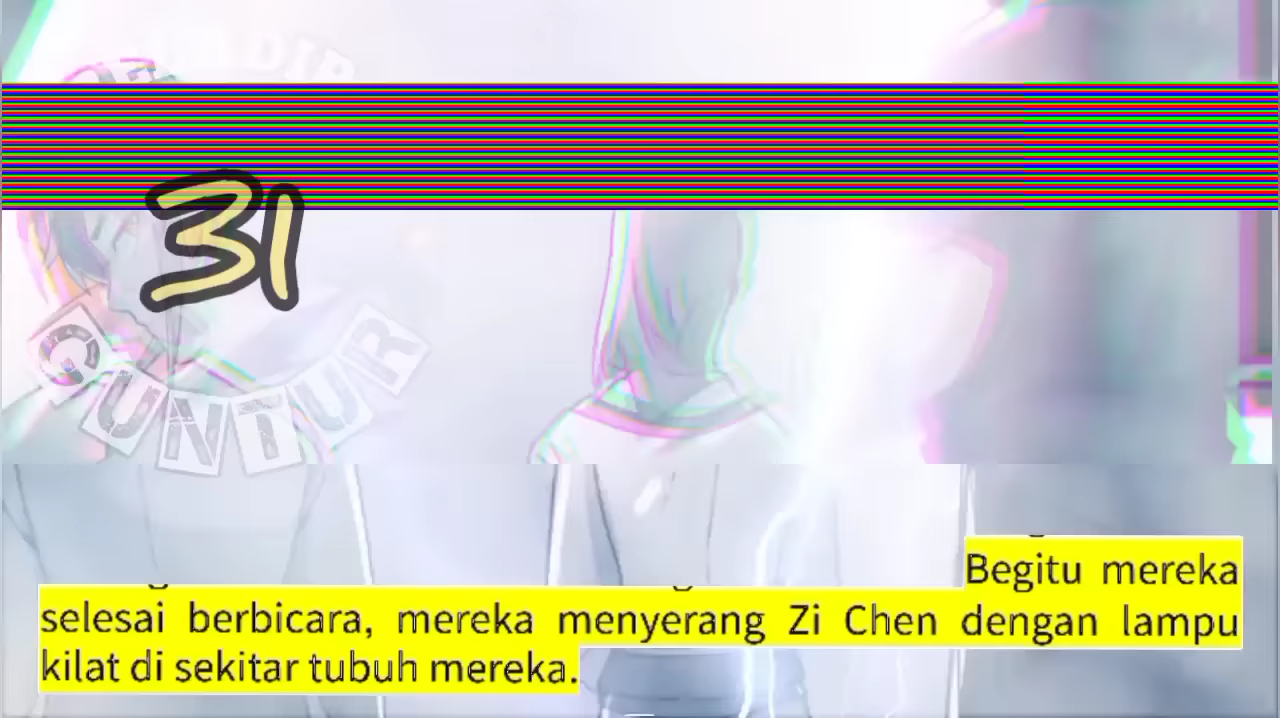 31
GUNTUR
Begitu mereka
selesai berbicara, mereka menyerang Zi Chen dengan lampu
kilat di sekitar tubuh mereka.